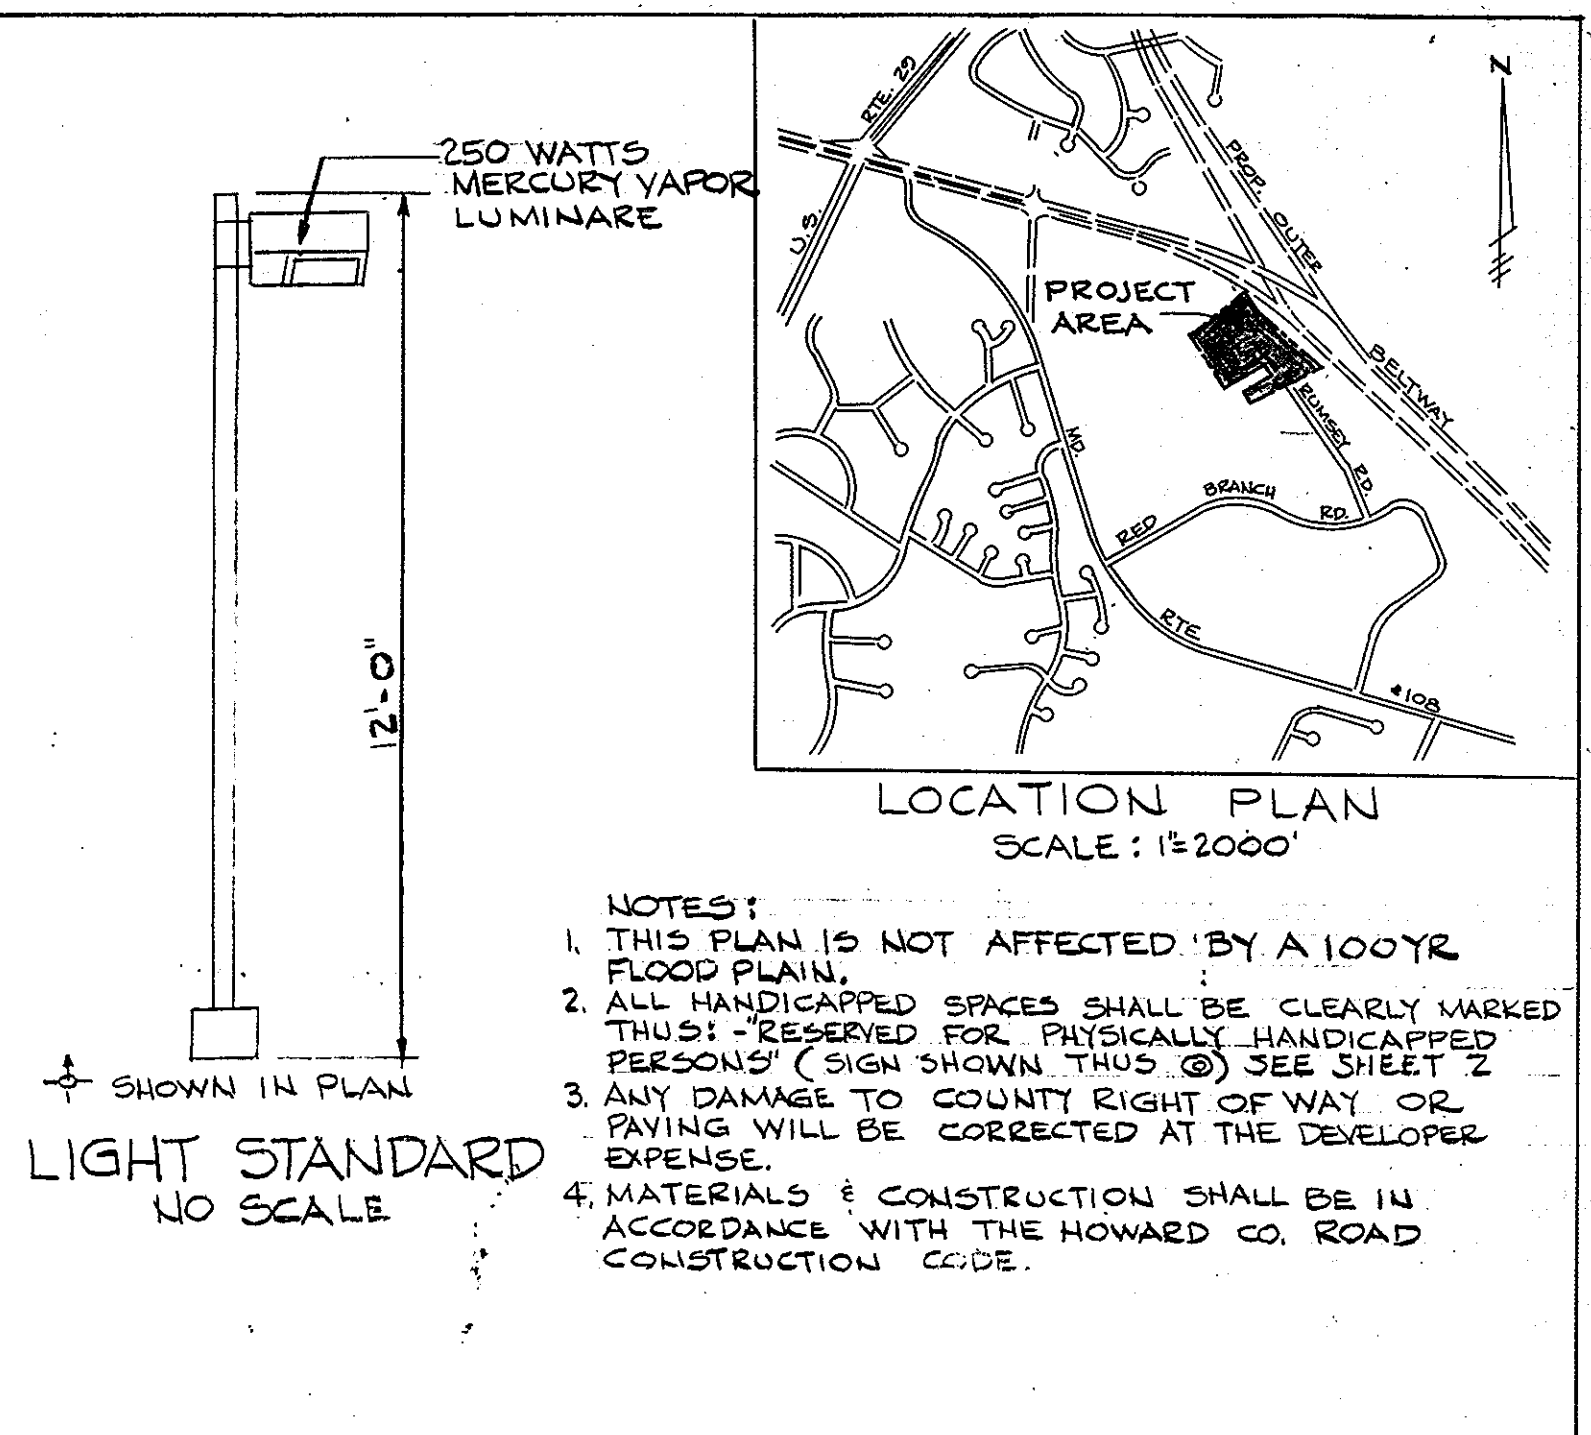 250 WATTS
MERCURY VAPOR
LUMINARE
12'-0"
SHOWN IN PLAN
LIGHT STANDARD
NO SCALE
N
U.S.
RTE. 29
PROP. OUTER
BELTWAY
PROJECT
AREA
RUMSEY RD.
MD.
RED BRANCH RD.
RTE.
#108
LOCATION PLAN
SCALE: 1"=2000'
NOTES:
1. THIS PLAN IS NOT AFFECTED BY A 100YR
FLOOD PLAIN.
2. ALL HANDICAPPED SPACES SHALL BE CLEARLY MARKED
THUS: -"RESERVED FOR PHYSICALLY HANDICAPPED
PERSONS" (SIGN SHOWN THUS ◎) SEE SHEET 2
3. ANY DAMAGE TO COUNTY RIGHT OF WAY OR
PAVING WILL BE CORRECTED AT THE DEVELOPER
EXPENSE.
4. MATERIALS & CONSTRUCTION SHALL BE IN
ACCORDANCE WITH THE HOWARD CO. ROAD
CONSTRUCTION CODE.